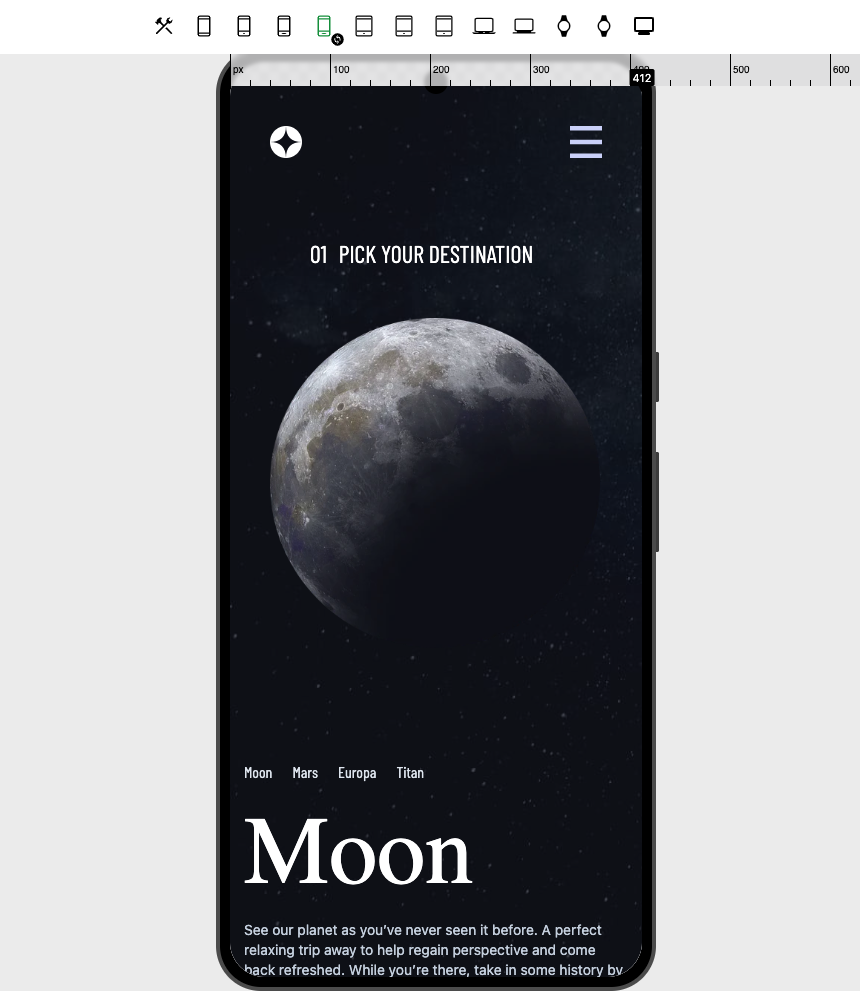 px 100 200 300 400 500 600
412
01 PICK YOUR DESTINATION
Moon Mars Europa Titan
Moon
See our planet as you’ve never seen it before. A perfect
relaxing trip away to help regain perspective and come
back refreshed. While you’re there, take in some history by